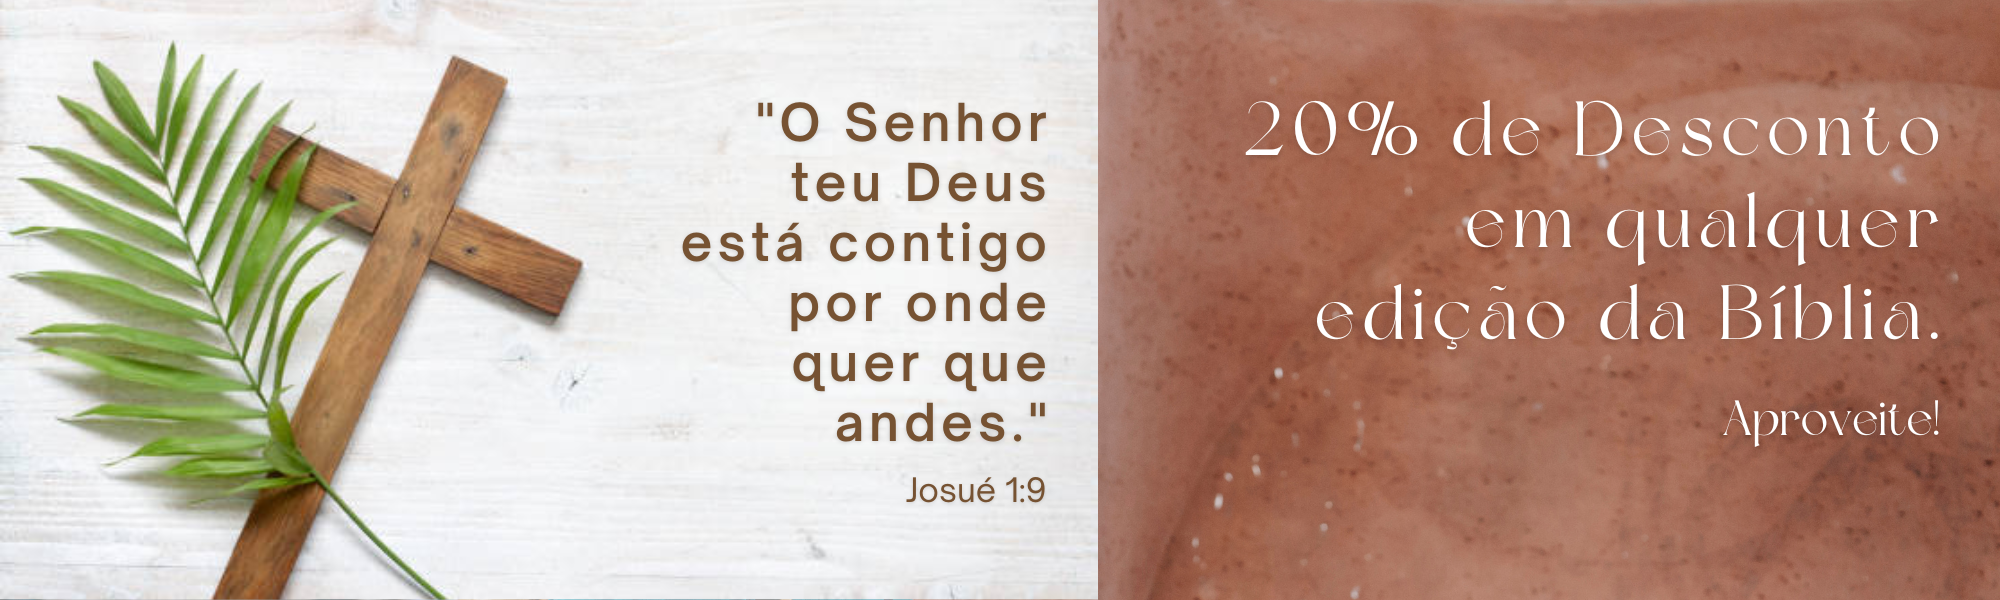 "O Senhor
teu Deus
está contigo
por onde
quer que
andes."
Josué 1:9
20% de Desconto
em qualquer
edição da Bíblia.
Aproveite!